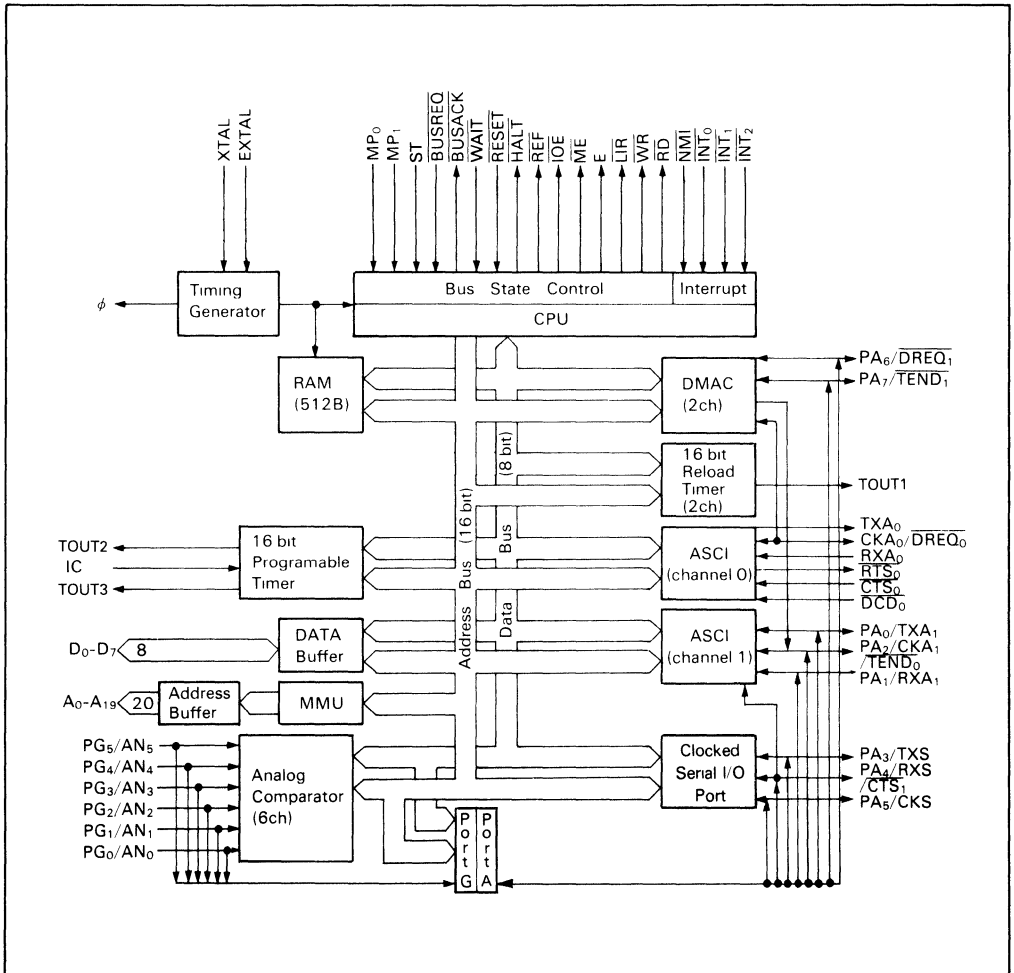 XTAL
EXTAL
MP₀
MP₁
ST
BUSREQ
BUSACK
WAIT
RESET
HALT
REF
IOE
ME
E
LIR
WR
RD
NMI
INT₀
INT₁
INT₂
ϕ
Timing
Generator
Bus State Control
Interrupt
CPU
RAM
(512B)
DMAC
(2ch)
PA₆/DREQ₁
PA₇/TEND₁
16 bit
Reload
Timer
(2ch)
TOUT1
Address Bus (16 bit)
Data Bus (8 bit)
TOUT2
IC
TOUT3
16 bit
Programable
Timer
ASCI
(channel 0)
TXA₀
CKA₀/DREQ₀
RXA₀
RTS₀
CTS₀
DCD₀
D₀-D₇
8
DATA
Buffer
ASCI
(channel 1)
PA₀/TXA₁
PA₂/CKA₁
/TEND₀
PA₁/RXA₁
A₀-A₁₉
20
Address
Buffer
MMU
PG₅/AN₅
PG₄/AN₄
PG₃/AN₃
PG₂/AN₂
PG₁/AN₁
PG₀/AN₀
Analog
Comparator
(6ch)
Clocked
Serial I/O
Port
PA₃/TXS
PA₄/RXS
/CTS₁
PA₅/CKS
Port G
Port A